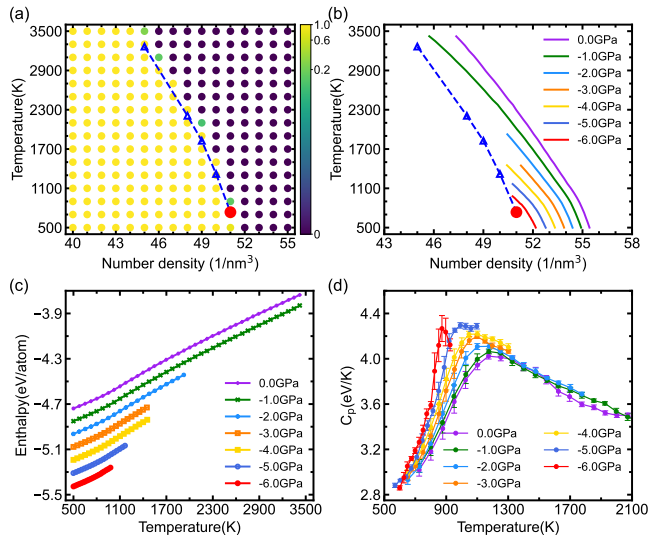 (a)
Temperature(K)
3500
2900
2300
1700
1100
500
40 43 46 49 52 55
Number density (1/nm³)
1.0
0.6
0.2
0
(b)
Temperature(K)
3500
2900
2300
1700
1100
500
43 46 49 52 55 58
Number density (1/nm³)
0.0GPa
-1.0GPa
-2.0GPa
-3.0GPa
-4.0GPa
-5.0GPa
-6.0GPa
(c)
Enthalpy(eV/atom)
−3.9
−4.3
−4.7
−5.1
−5.5
500 1100 1700 2300 2900 3500
Temperature(K)
0.0GPa
-1.0GPa
-2.0GPa
-3.0GPa
-4.0GPa
-5.0GPa
-6.0GPa
(d)
Cₚ(eV/K)
4.4
4.0
3.6
3.2
2.8
500 900 1300 1700 2100
Temperature(K)
0.0GPa
-1.0GPa
-2.0GPa
-3.0GPa
-4.0GPa
-5.0GPa
-6.0GPa